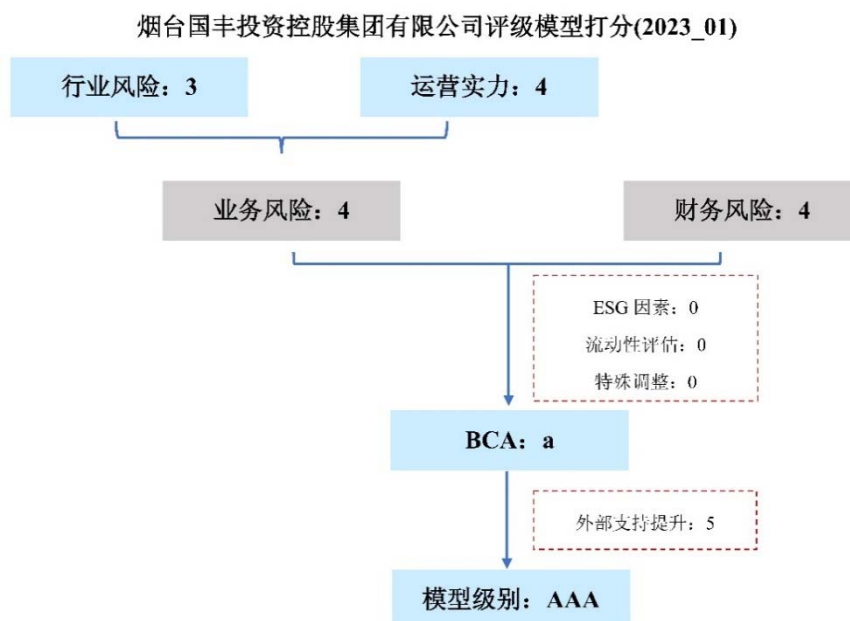 烟台国丰投资控股集团有限公司评级模型打分(2023_01)
行业风险：3
运营实力：4
业务风险：4
财务风险：4
ESG 因素：0
流动性评估：0
特殊调整：0
BCA：a
外部支持提升：5
模型级别：AAA